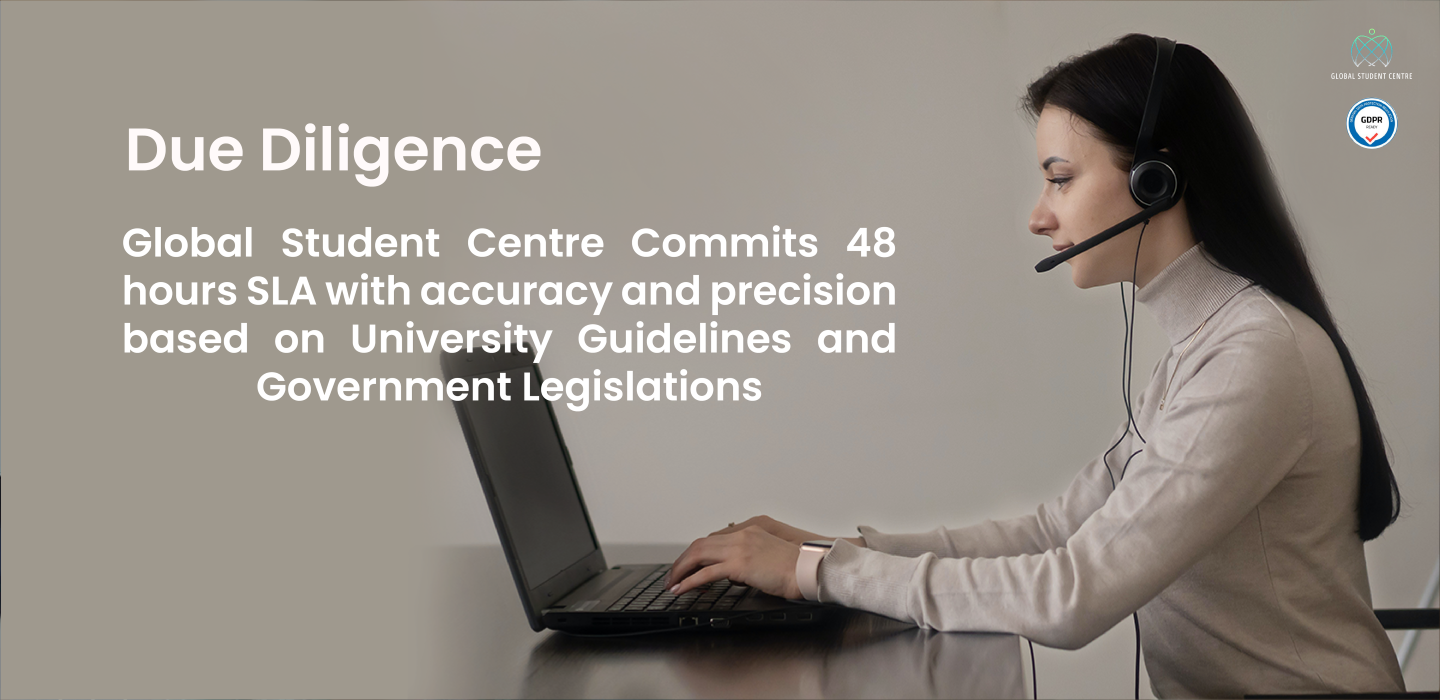 Due Diligence
Global Student Centre Commits 48
hours SLA with accuracy and precision
based on University Guidelines and
Government Legislations
GLOBAL STUDENT CENTRE
GDPR
READY